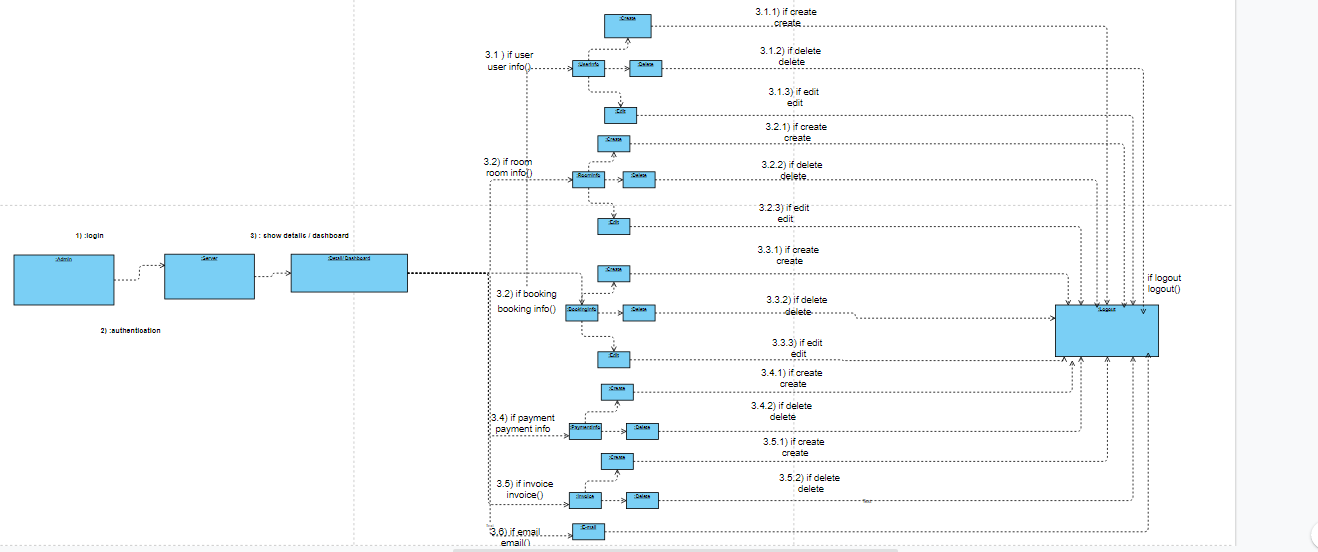 3.1.1) if create
create
:Create
3.1 ) if user
user info()
:UserInfo
:Delete
3.1.2) if delete
delete
3.1.3) if edit
edit
:Edit
3.2.1) if create
create
:Create
3.2) if room
room info()
:RoomInfo
:Delete
3.2.2) if delete
delete
3.2.3) if edit
edit
:Edit
1) :login
3) : show details / dashboard
:Admin
:Server
:Detail/ Dashboard
2) :authentication
3.3.1) if create
create
:Create
3.2) if booking
booking info()
:BookingInfo
:Delete
3.3.2) if delete
delete
if logout
logout()
:Logout
3.3.3) if edit
edit
:Edit
3.4.1) if create
create
:Create
3.4) if payment
payment info
:PaymentInfo
:Delete
3.4.2) if delete
delete
3.5.1) if create
create
:Create
3.5) if invoice
invoice()
:Invoice
:Delete
3.5.2) if delete
delete
3.6) if email
email()
:E-mail